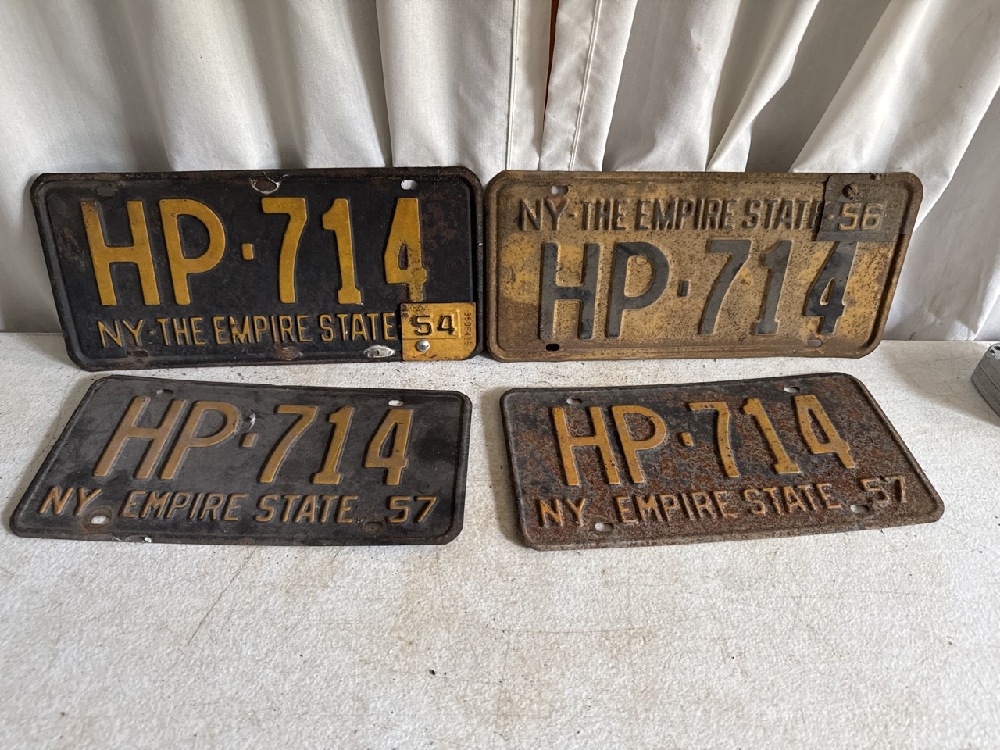 HP·714
NY·THE EMPIRE STATE 54
NY·THE EMPIRE STATE 56
HP·714
HP·714
NY EMPIRE STATE 57
HP·714
NY EMPIRE STATE 57